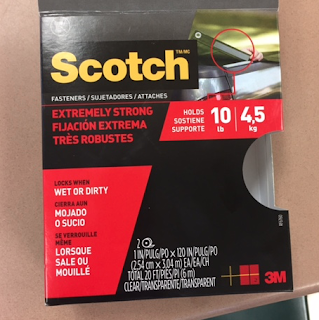 Scotch™/MC
FASTENERS / SUJETADORES / ATTACHES
EXTREMELY STRONG
FIJACIÓN EXTREMA
TRÈS ROBUSTES
HOLDS
SOSTIENE
SUPPORTE
10 lb
4,5 kg
LOCKS WHEN
WET OR DIRTY
CIERRA AUN
MOJADO
O SUCIO
SE VERROUILLE
MÊME
LORSQUE
SALE OU
MOUILLÉ
2
1 IN/PULG/PO X 120 IN/PULG/PO
(2,54 cm x 3,04 m) EA/EA/CH
TOTAL 20 FT/PIES/PI (6 m)
CLEAR/TRANSPARENTE/TRANSPARENT
3M